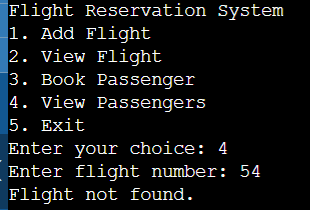 Flight Reservation System
1. Add Flight
2. View Flight
3. Book Passenger
4. View Passengers
5. Exit
Enter your choice: 4
Enter flight number: 54
Flight not found.